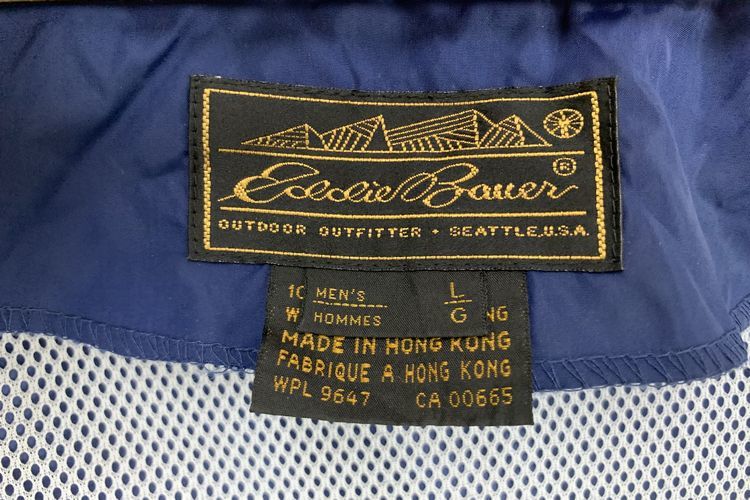 Eddie Bauer®
OUTDOOR OUTFITTER • SEATTLE, U.S.A.
MEN'S L
HOMMES G
MADE IN HONG KONG
FABRIQUE A HONG KONG
WPL 9647 CA 00665